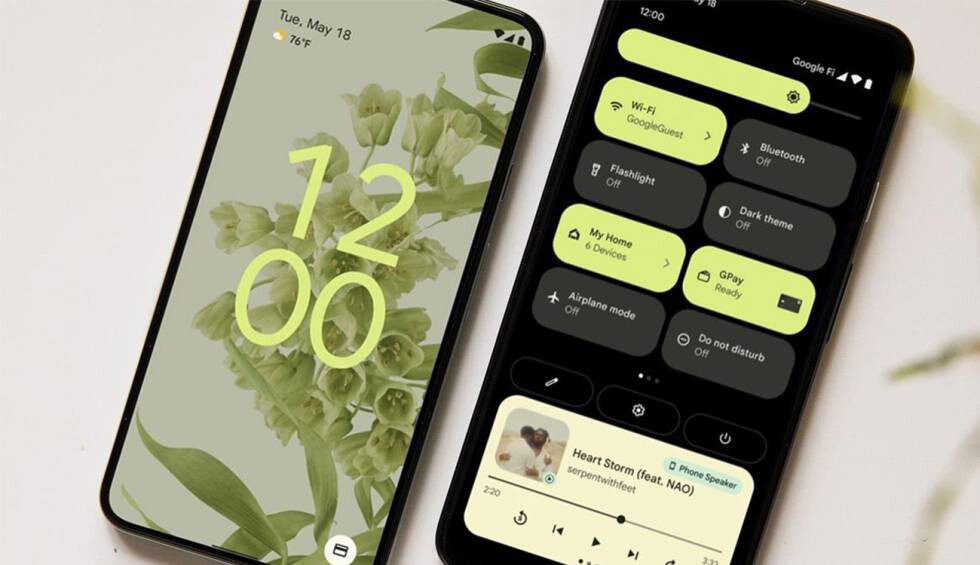 Tue, May 18
76°F
12
00
May 18
12:00
Google Fi
Wi-Fi
GoogleGuest
Bluetooth
Off
Flashlight
Off
Dark theme
Off
My Home
6 Devices
GPay
Ready
Airplane mode
Off
Do not disturb
Off
Phone Speaker
Heart Storm (feat. NAO)
serpentwithfeet
2:20
3:32